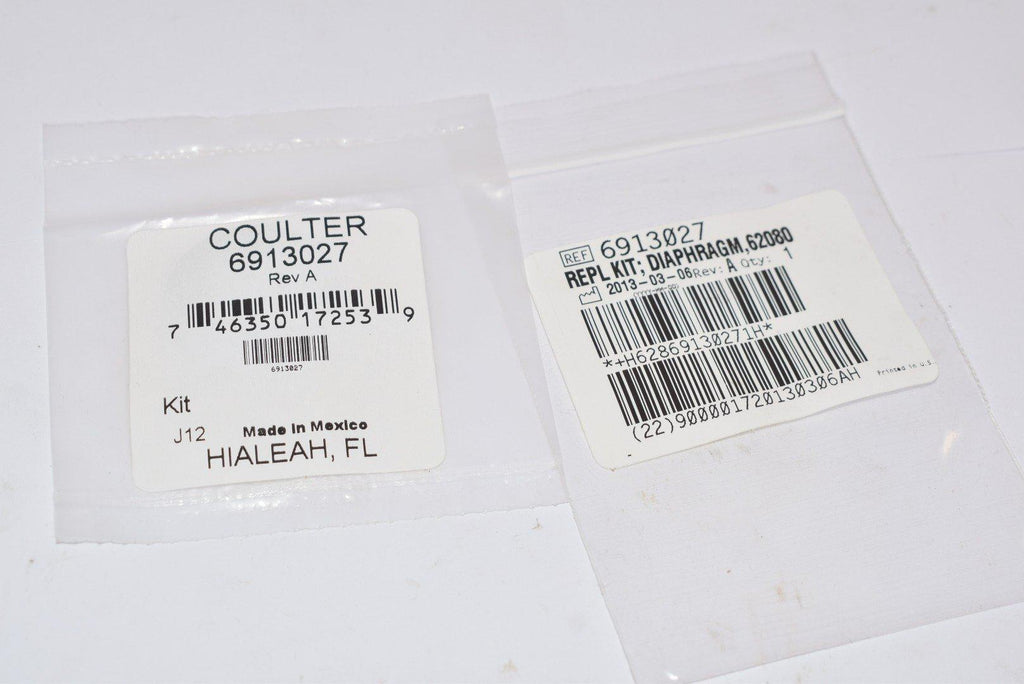 COULTER
6913027
Rev A
7 46350 17253 9
6913027
Kit
J12 Made in Mexico
HIALEAH, FL
REF 6913027
REPL KIT; DIAPHRAGM, 62080
2013-03-06 Rev: A Qty: 1
*+H62869130271H*
(22)900001720130306AH
Printed in U.S.